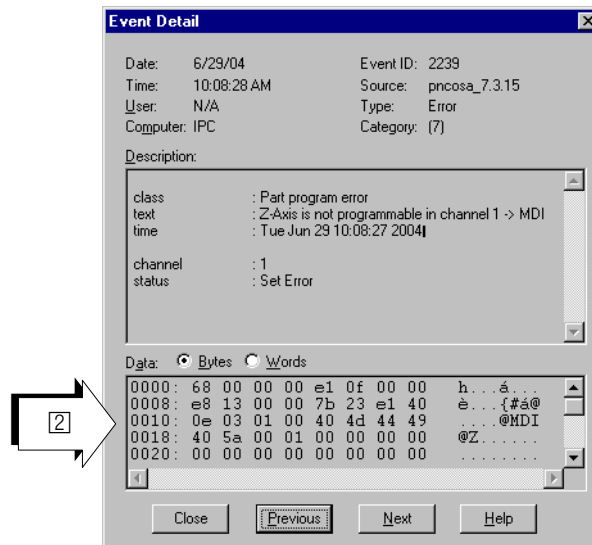 Event Detail
Date: 6/29/04 Event ID: 2239
Time: 10:08:28 AM Source: pncosa_7.3.15
User: N/A Type: Error
Computer: IPC Category: (7)
Description:
class : Part program error
text : Z-Axis is not programmable in channel 1 -> MDI
time : Tue Jun 29 10:08:27 2004
channel : 1
status : Set Error
Data: Bytes Words
2
0000: 68 00 00 00 e1 0f 00 00 h...á...
0008: e8 13 00 00 7b 23 e1 40 è...{#á@
0010: 0e 03 01 00 40 4d 44 49 ....@MDI
0018: 40 5a 00 01 00 00 00 00 @Z......
0020: 00 00 00 00 00 00 00 00 ........
Close Previous Next Help